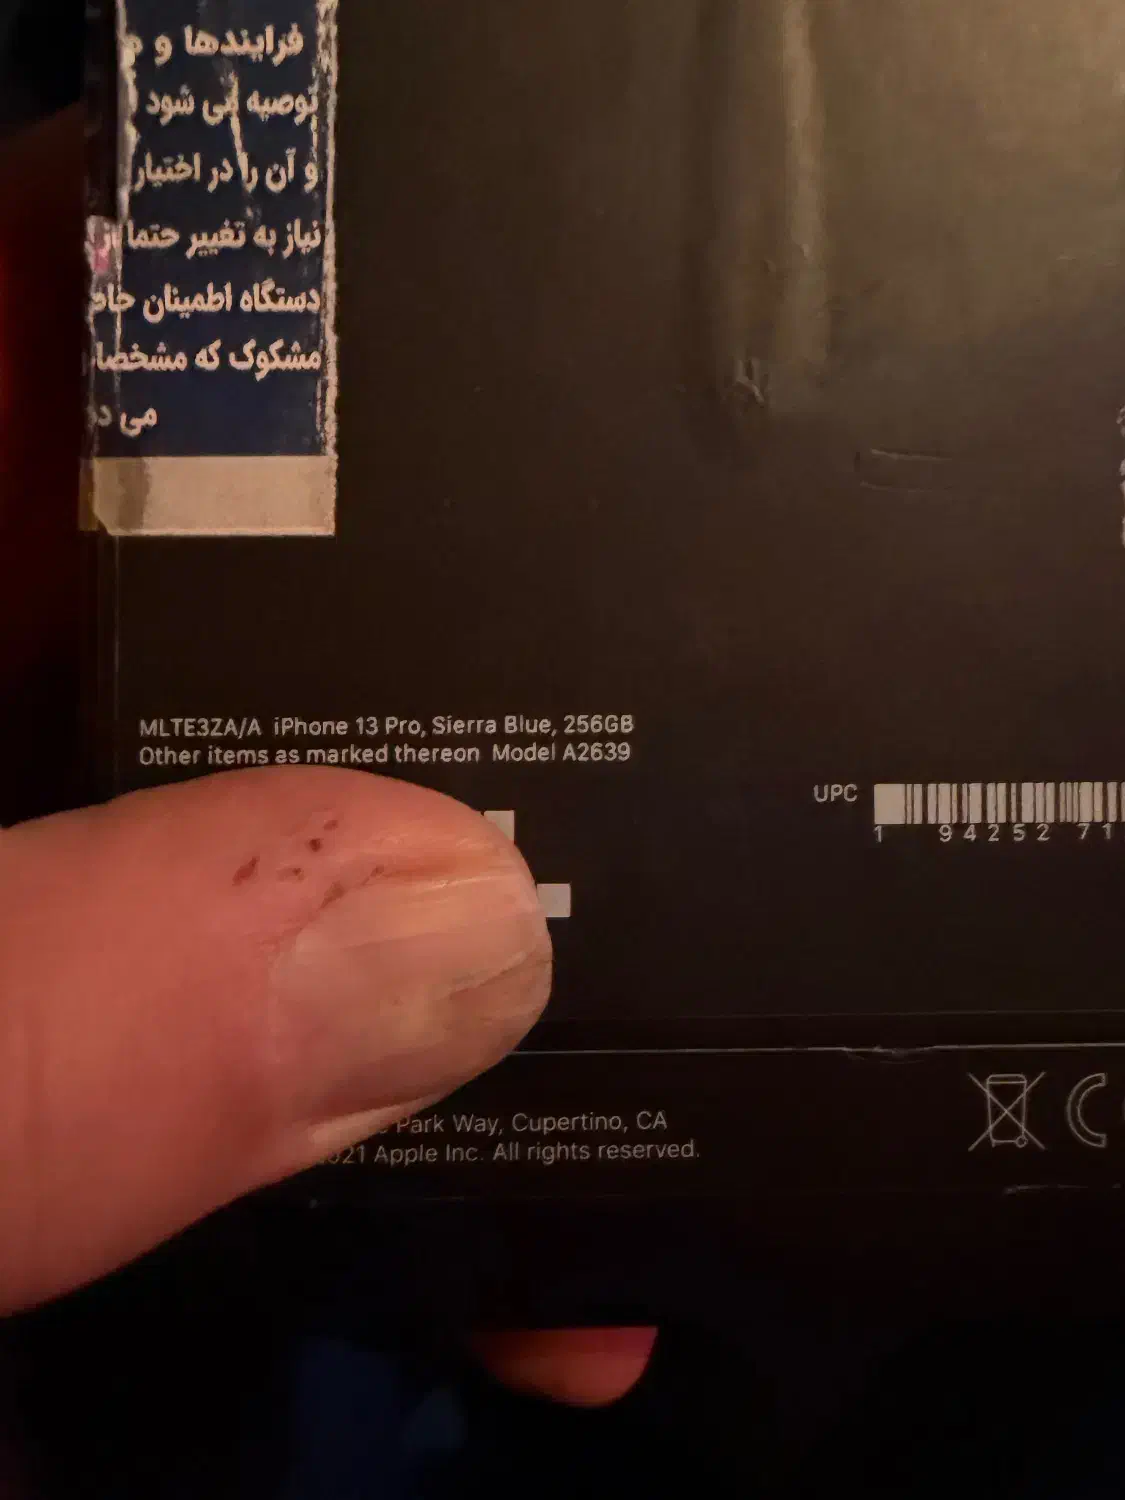 فرایندها و
توصیه می شود
و آن را در اختیار
نیاز به تغییر حتما از
دستگاه اطمینان
مشکوک که
می
MLTE3ZA/A iPhone 13 Pro, Sierra Blue, 256GB
Other items as marked thereon Model A2639
UPC
1 94252 71
Park Way, Cupertino, CA
Apple Inc. All rights reserved.